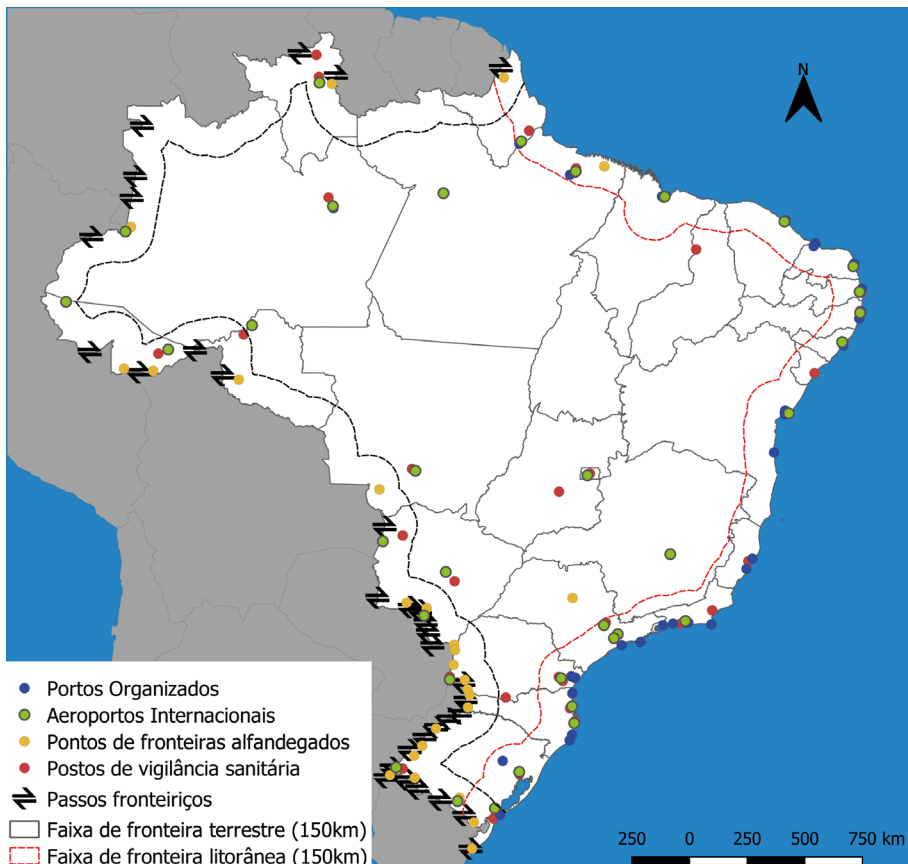 N
Portos Organizados
Aeroportos Internacionais
Pontos de fronteiras alfandegados
Postos de vigilância sanitária
Passos fronteiriços
Faixa de fronteira terrestre (150km)
Faixa de fronteira litorânea (150km)
250 0 250 500 750 km